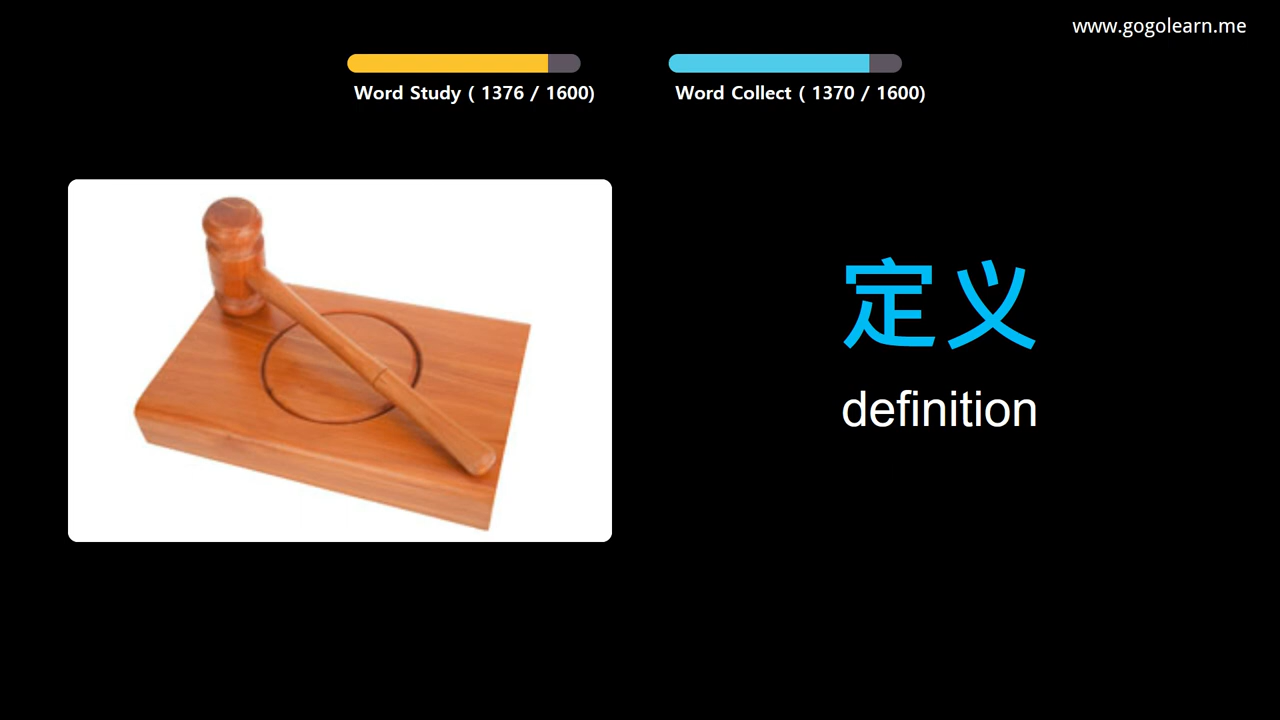 www.gogolearn.me
Word Study ( 1376 / 1600)
Word Collect ( 1370 / 1600)
定义
definition